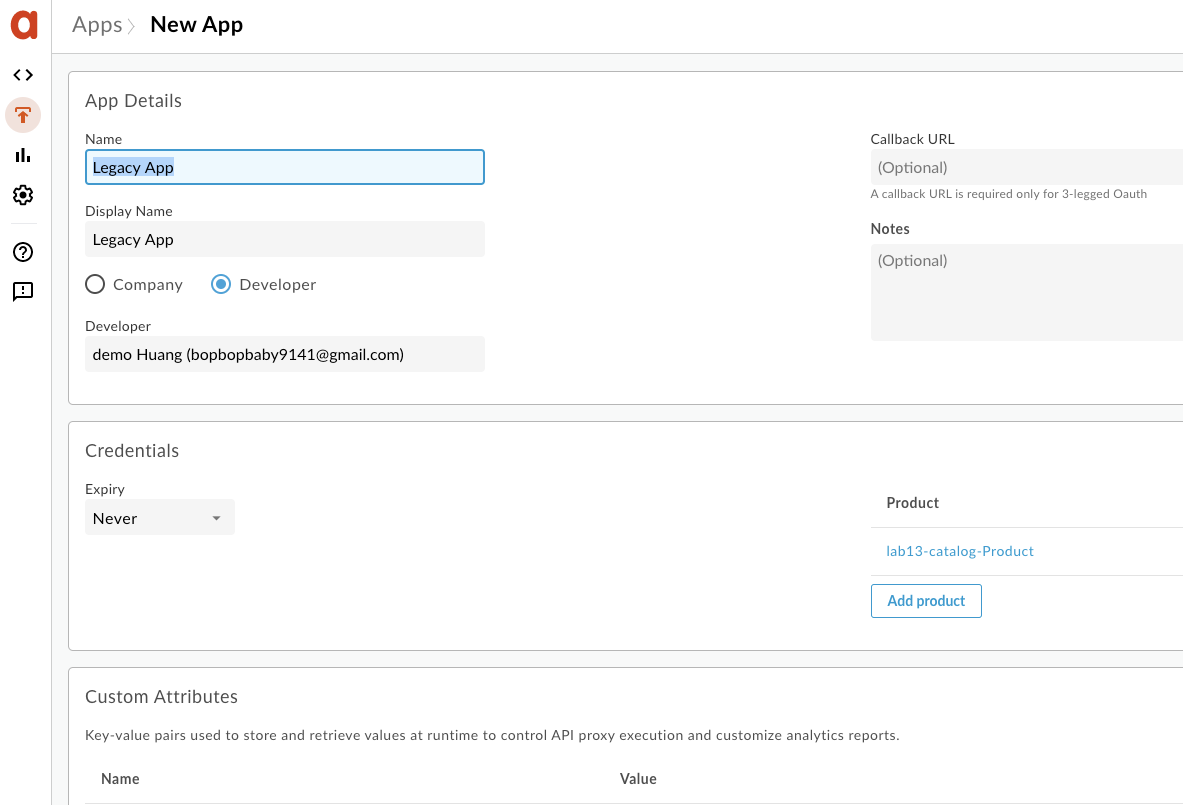 Apps New App
App Details
Name
Legacy App
Display Name
Legacy App
Company Developer
Developer
demo Huang (bopbopbaby9141@gmail.com)
Callback URL
(Optional)
A callback URL is required only for 3-legged Oauth
Notes
(Optional)
Credentials
Expiry
Never
Product
lab13-catalog-Product
Add product
Custom Attributes
Key-value pairs used to store and retrieve values at runtime to control API proxy execution and customize analytics reports.
Name Value